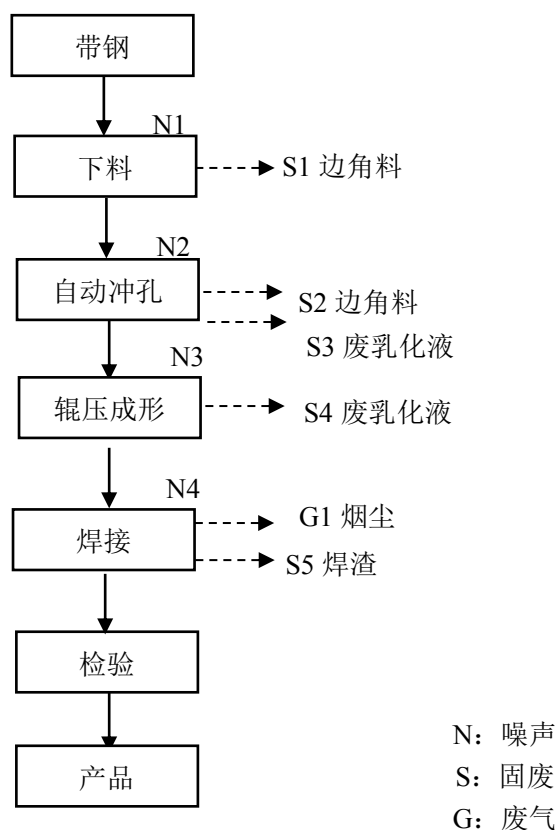 带钢
N1
下料
S1 边角料
N2
自动冲孔
S2 边角料
S3 废乳化液
N3
辊压成形
S4 废乳化液
N4
G1 烟尘
焊接
S5 焊渣
检验
产品
N：噪声
S：固废
G：废气